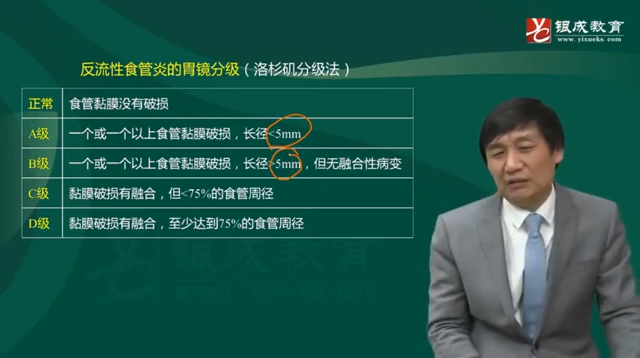 银成教育
www.yixueks.com
反流性食管炎的胃镜分级（洛杉矶分级法）
正常 食管黏膜没有破损
A级 一个或一个以上食管黏膜破损，长径<5mm
B级 一个或一个以上食管黏膜破损，长径>5mm，但无融合性病变
C级 黏膜破损有融合，但<75%的食管周径
D级 黏膜破损有融合，至少达到75%的食管周径
银成教育